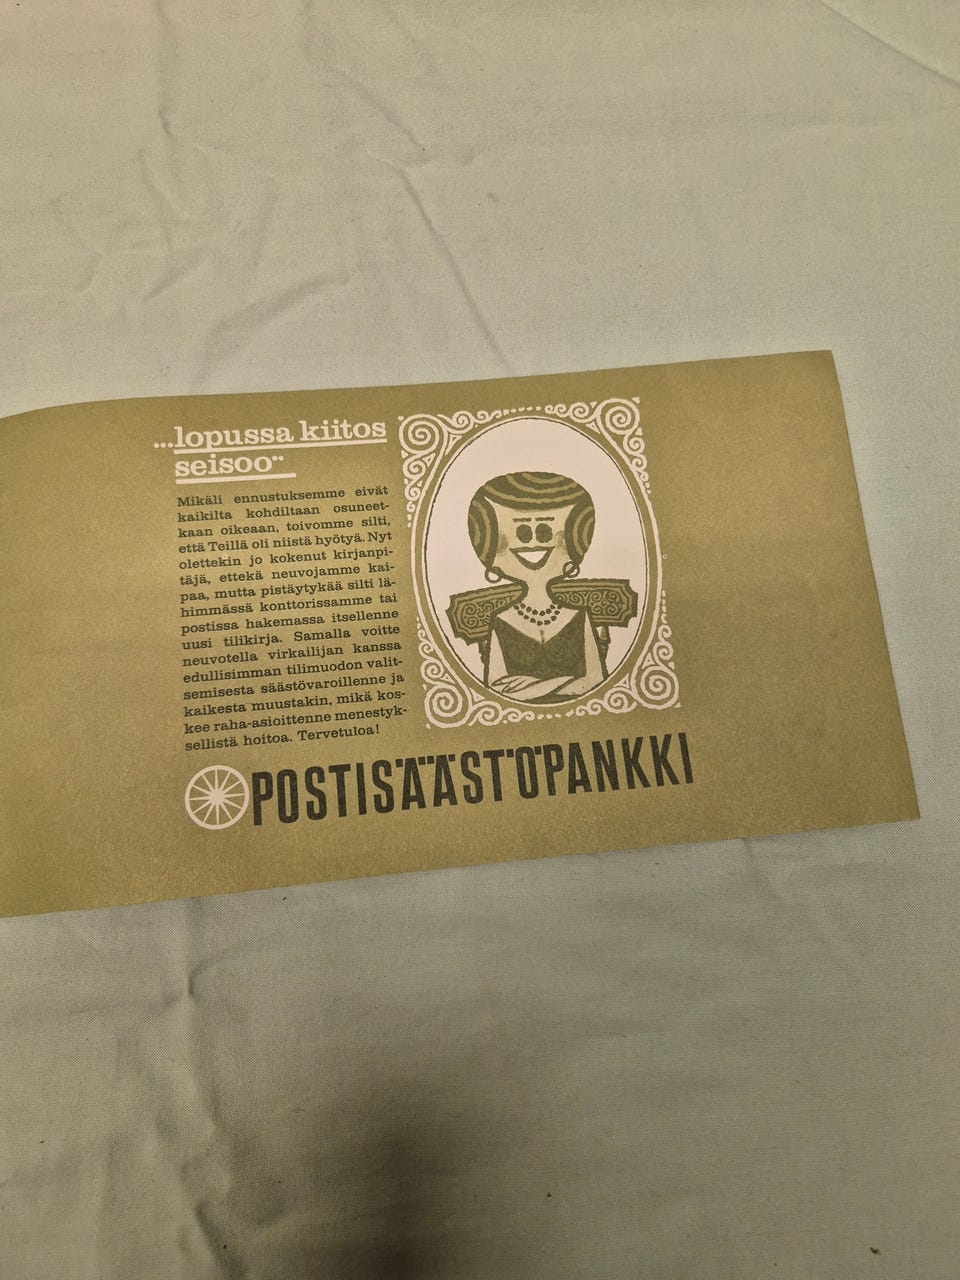 ...lopussa kiitos
seisoo¨
Mikäli ennustuksemme eivät
kaikilta kohdiltaan osuneet-
kaan oikeaan, toivomme silti,
että Teillä oli niistä hyötyä. Nyt
olettekin jo kokenut kirjanpi-
täjä, ettekä neuvojamme kai-
paa, mutta pistäytykää silti lä-
himmässä konttorissamme tai
postissa hakemassa itsellenne
uusi tilikirja. Samalla voitte
neuvotella virkailijan kanssa
edullisimman tilimuodon valit-
semisesta säästövaroillenne ja
kaikesta muustakin, mikä kos-
kee raha-asioittenne menestyk-
sellistä hoitoa. Tervetuloa!
POSTISÄÄSTÖPANKKI